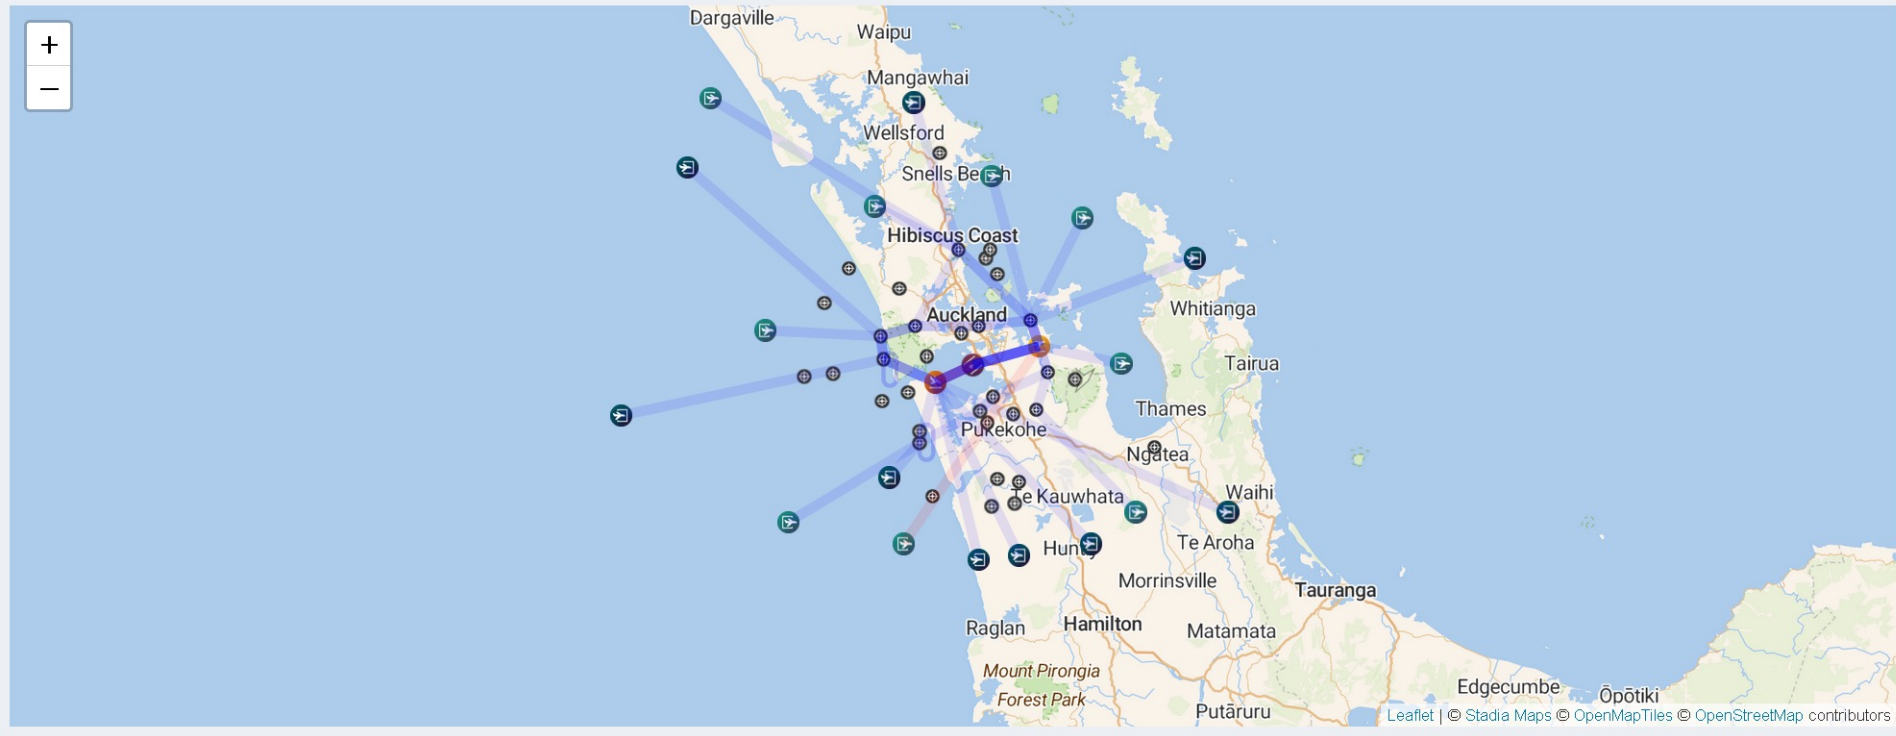 +
−
Dargaville
Waipu
Mangawhai
Wellsford
Snells Beach
Hibiscus Coast
Auckland
Whitianga
Tairua
Thames
Pukekohe
Ngatea
Te Kauwhata
Waihi
Huntly
Te Aroha
Morrinsville
Tauranga
Raglan
Hamilton
Matamata
Mount Pirongia
Forest Park
Edgecumbe
Ōpōtiki
Putāruru
Leaflet | © Stadia Maps © OpenMapTiles © OpenStreetMap contributors